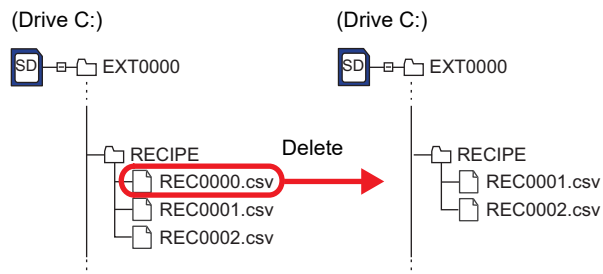 (Drive C:)
SD
EXT0000
RECIPE
REC0000.csv
REC0001.csv
REC0002.csv
Delete
(Drive C:)
SD
EXT0000
RECIPE
REC0001.csv
REC0002.csv